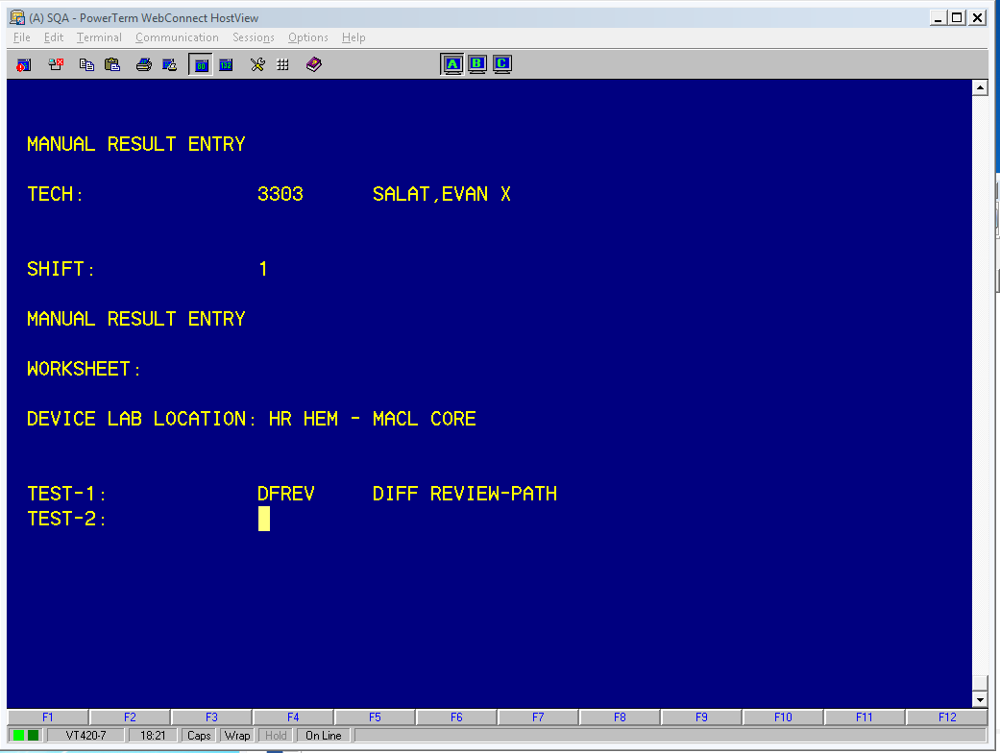 (A) SQA - PowerTerm WebConnect HostView
File Edit Terminal Communication Sessions Options Help
80 132 A B C
MANUAL RESULT ENTRY
TECH: 3303 SALAT,EVAN X
SHIFT: 1
MANUAL RESULT ENTRY
WORKSHEET:
DEVICE LAB LOCATION: HR HEM - MACL CORE
TEST-1: DFREV DIFF REVIEW-PATH
TEST-2:
F1 F2 F3 F4 F5 F6 F7 F8 F9 F10 F11 F12
VT420-7 18:21 Caps Wrap Hold On Line